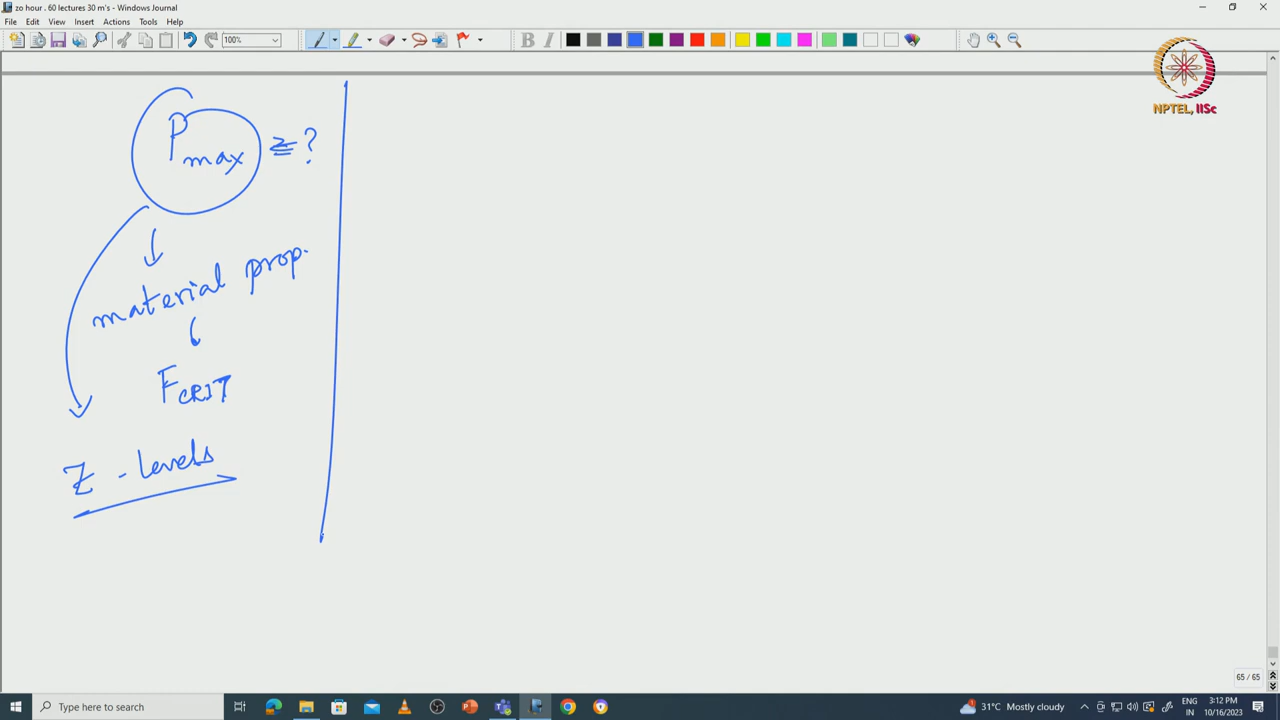 zo hour . 60 lectures 30 m's - Windows Journal
File Edit View Insert Actions Tools Help
100%
B I
NPTEL, IISc
Pmax = ?
material prop.
FCRIT
Z - levels
65 / 65
Type here to search
31°C Mostly cloudy
ENG
IN
3:12 PM
10/16/2023